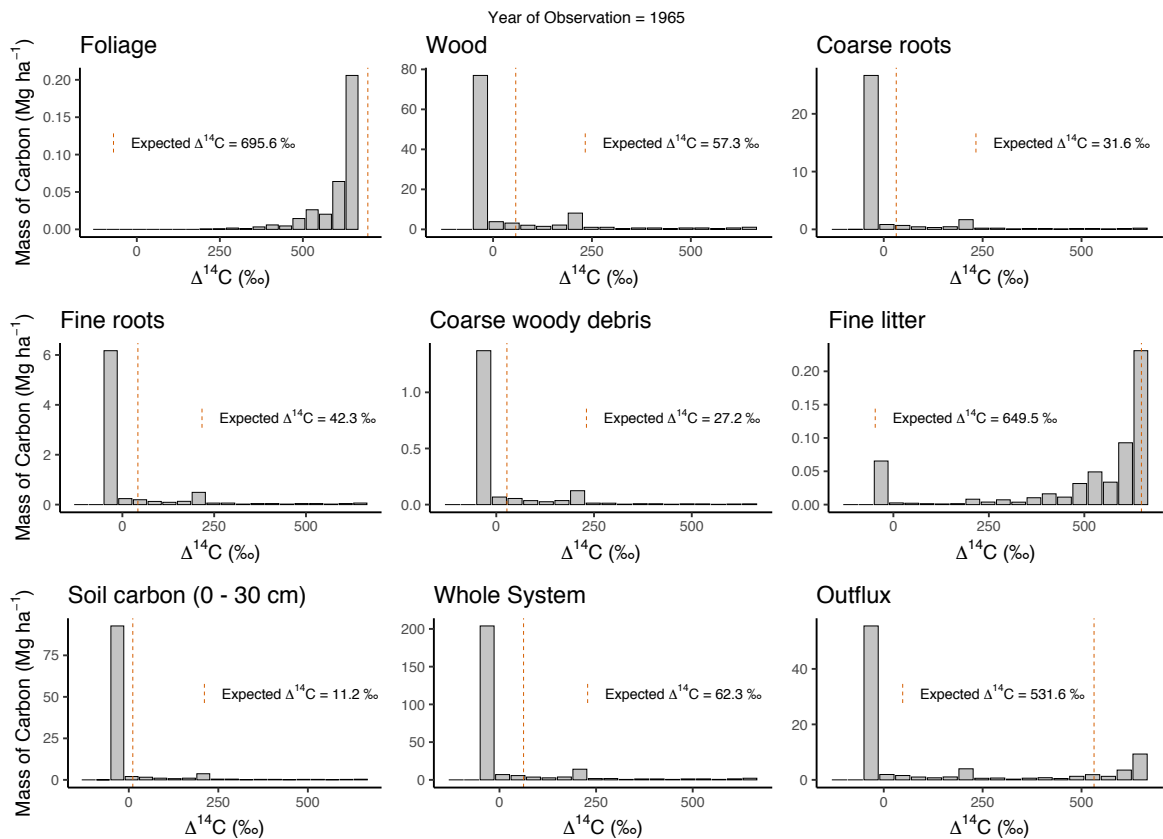 Year of Observation = 1965
Foliage
Wood
Coarse roots
Mass of Carbon (Mg ha⁻¹)
0.20
0.15
0.10
0.05
0.00
Expected Δ¹⁴C = 695.6 ‰
0 250 500
Δ¹⁴C (‰)
80
60
40
20
0
Expected Δ¹⁴C = 57.3 ‰
0 500
Δ¹⁴C (‰)
20
10
0
Expected Δ¹⁴C = 31.6 ‰
0 500
Δ¹⁴C (‰)
Fine roots
Coarse woody debris
Fine litter
Mass of Carbon (Mg ha⁻¹)
6
4
2
0
Expected Δ¹⁴C = 42.3 ‰
0 500
Δ¹⁴C (‰)
1.0
0.5
0.0
Expected Δ¹⁴C = 27.2 ‰
0 500
Δ¹⁴C (‰)
0.20
0.15
0.10
0.05
0.00
Expected Δ¹⁴C = 649.5 ‰
0 250 500
Δ¹⁴C (‰)
Soil carbon (0 - 30 cm)
Whole System
Outflux
Mass of Carbon (Mg ha⁻¹)
75
50
25
0
Expected Δ¹⁴C = 11.2 ‰
0 500
Δ¹⁴C (‰)
200
150
100
50
0
Expected Δ¹⁴C = 62.3 ‰
0 500
Δ¹⁴C (‰)
40
20
0
Expected Δ¹⁴C = 531.6 ‰
0 500
Δ¹⁴C (‰)